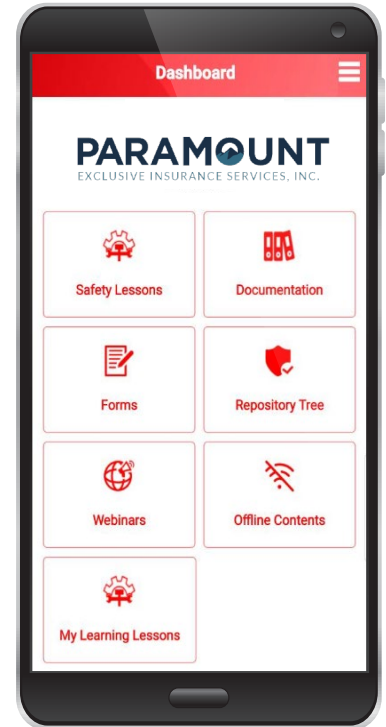 Dashboard
PARAMOUNT
EXCLUSIVE INSURANCE SERVICES, INC.
Safety Lessons
Documentation
Forms
Repository Tree
Webinars
Offline Contents
My Learning Lessons